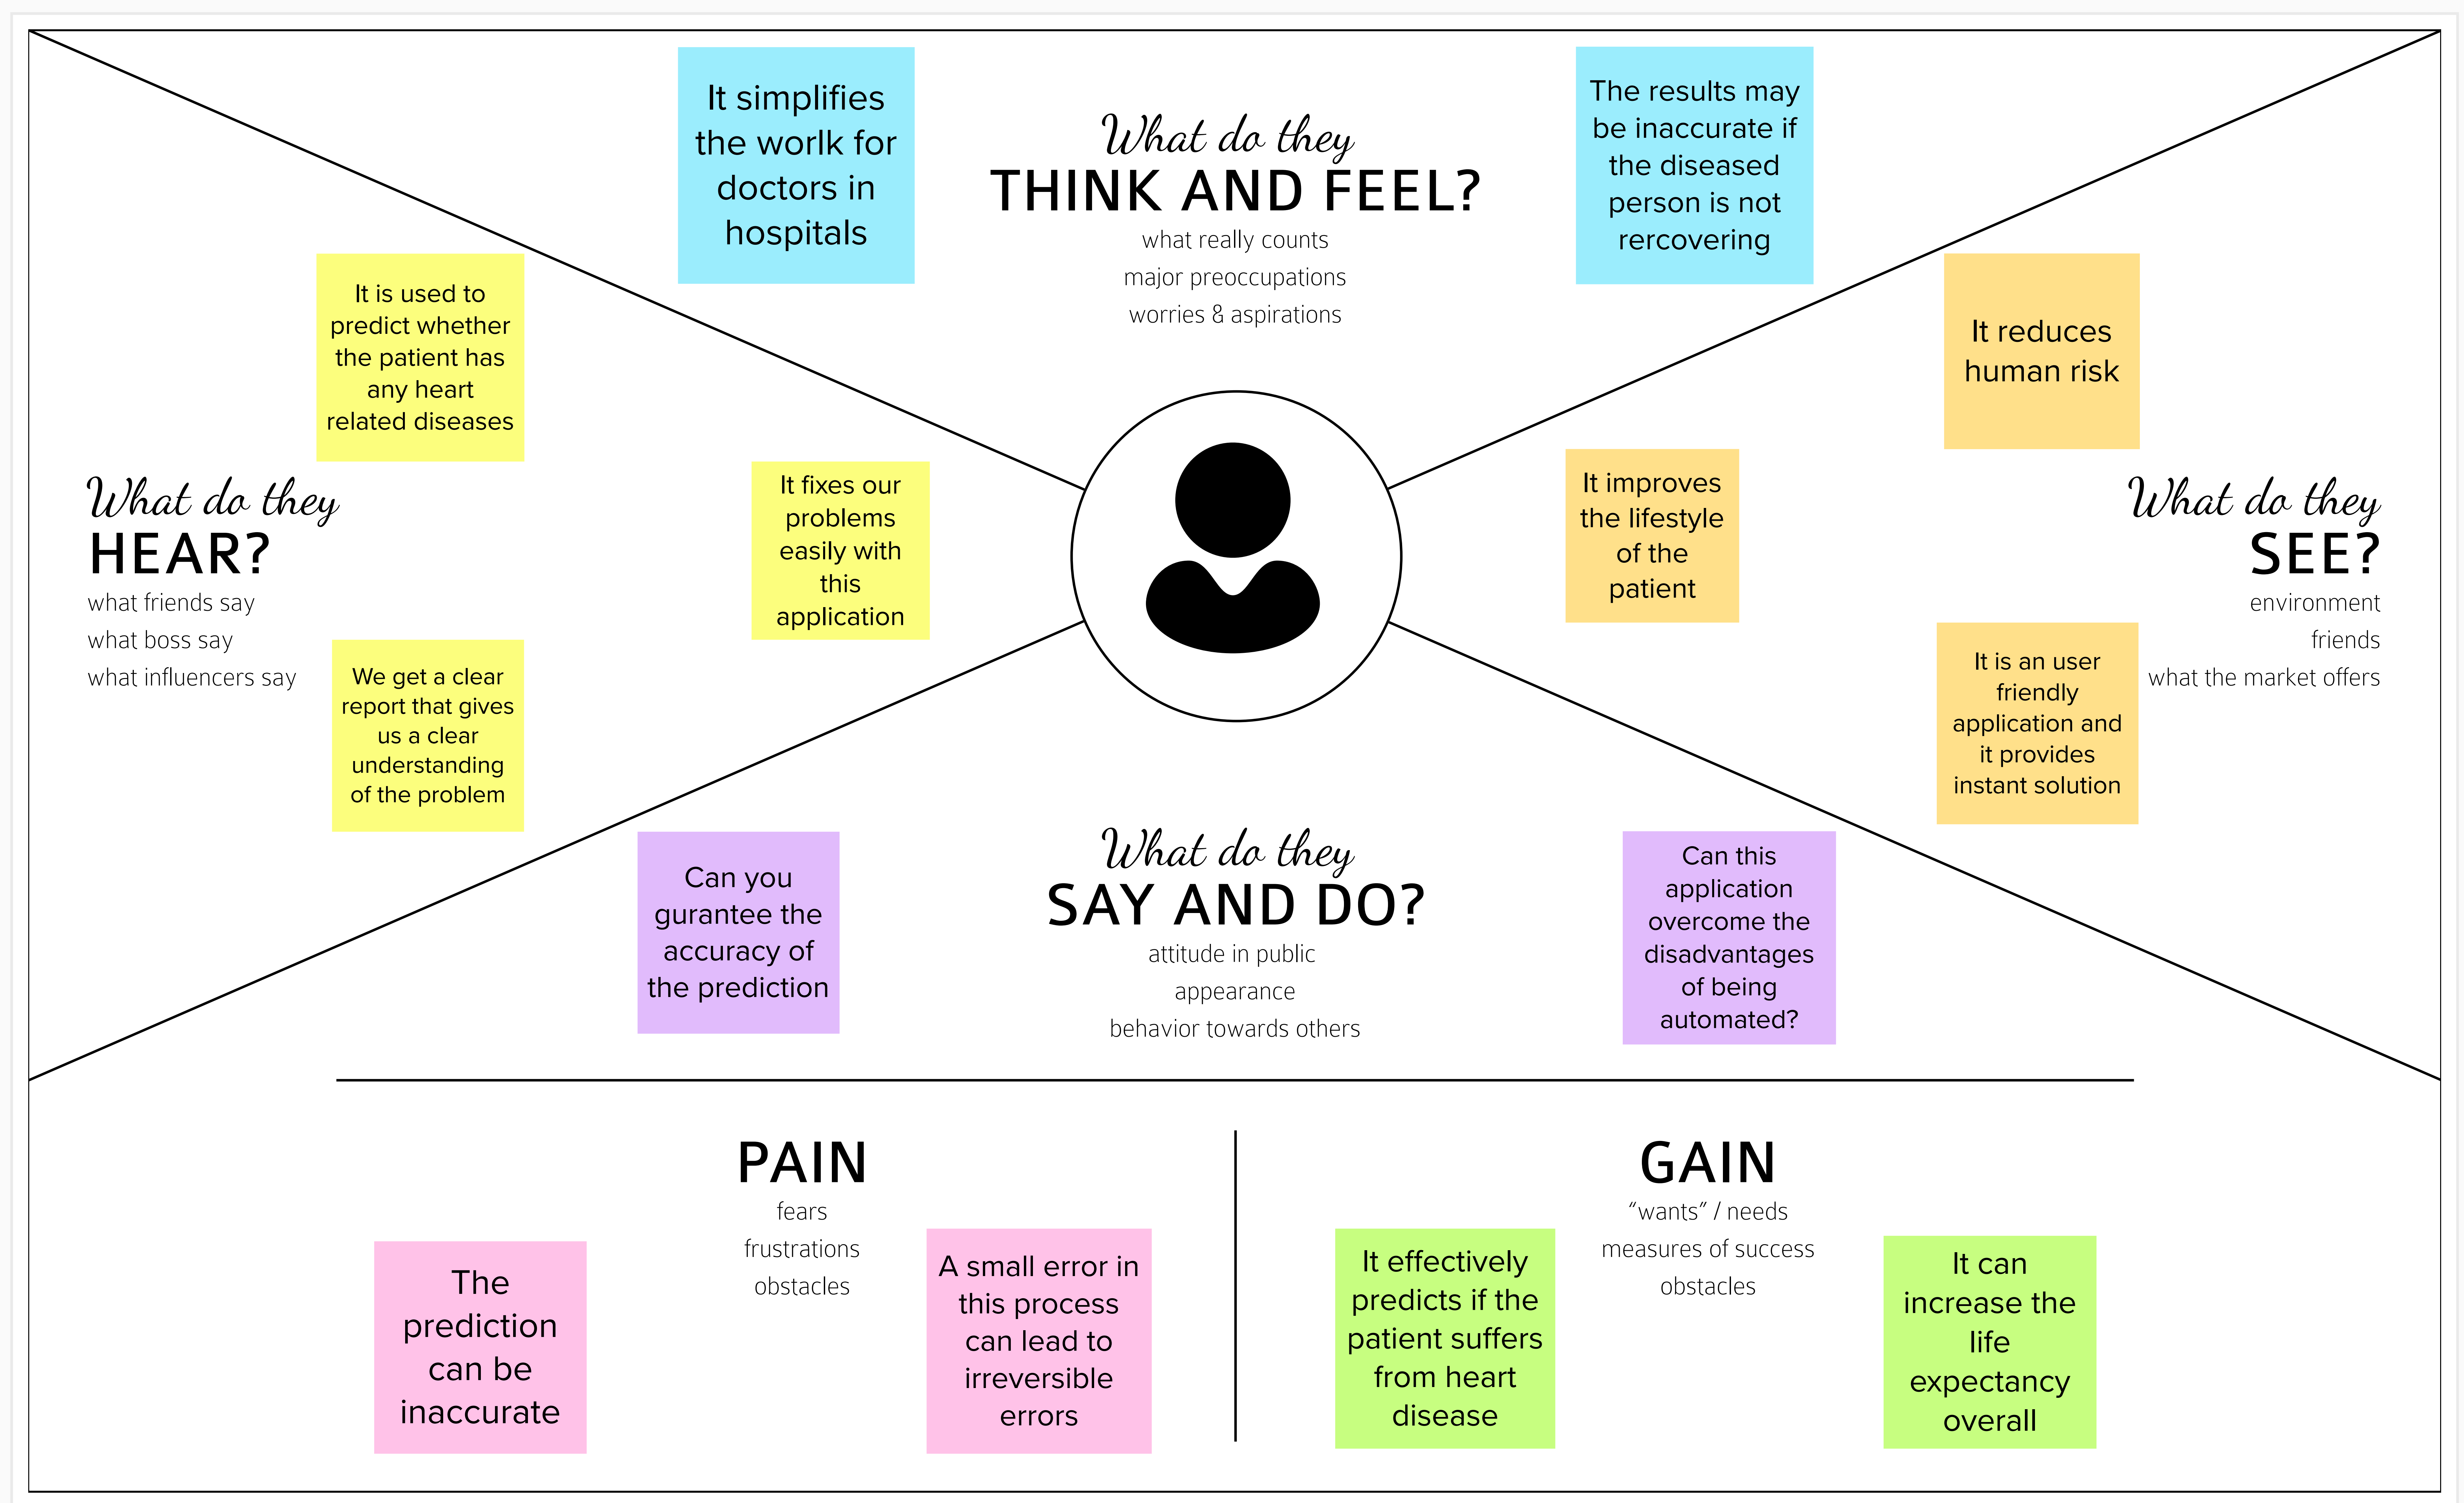 It simplifies
the worlk for
doctors in
hospitals
What do they
THINK AND FEEL?
what really counts
major preoccupations
worries & aspirations
The results may
be inaccurate if
the diseased
person is not
rercovering
It is used to
predict whether
the patient has
any heart
related diseases
What do they
HEAR?
what friends say
what boss say
what influencers say
It fixes our
problems
easily with
this
application
We get a clear
report that gives
us a clear
understanding
of the problem
It reduces
human risk
It improves
the lifestyle
of the
patient
What do they
SEE?
environment
friends
what the market offers
It is an user
friendly
application and
it provides
instant solution
Can you
gurantee the
accuracy of
the prediction
What do they
SAY AND DO?
attitude in public
appearance
behavior towards others
Can this
application
overcome the
disadvantages
of being
automated?
PAIN
fears
frustrations
obstacles
The
prediction
can be
inaccurate
A small error in
this process
can lead to
irreversible
errors
GAIN
“wants” / needs
measures of success
obstacles
It effectively
predicts if the
patient suffers
from heart
disease
It can
increase the
life
expectancy
overall